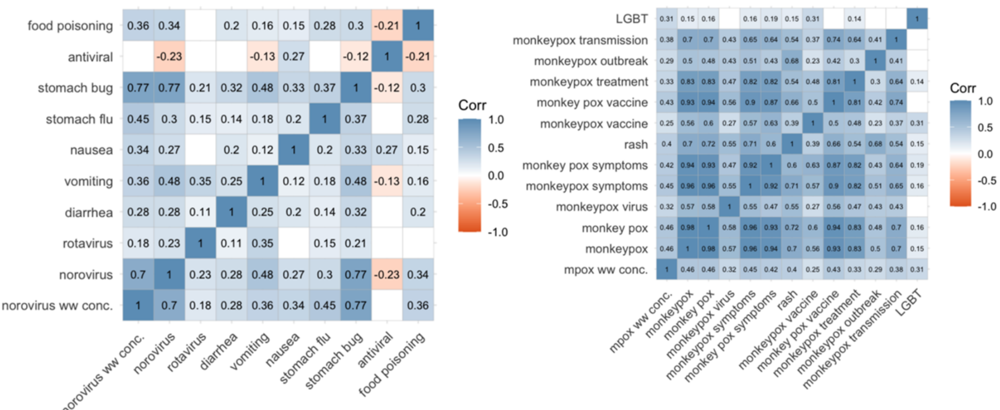 food poisoning 0.36 0.34 0.2 0.16 0.15 0.28 0.3 -0.21 1
antiviral -0.23 -0.13 0.27 -0.12 1 -0.21
stomach bug 0.77 0.77 0.21 0.32 0.48 0.33 0.37 1 -0.12 0.3
stomach flu 0.45 0.3 0.15 0.14 0.18 0.2 1 0.37 0.28
nausea 0.34 0.27 0.2 0.12 1 0.2 0.33 0.27 0.15
vomiting 0.36 0.48 0.35 0.25 1 0.12 0.18 0.48 -0.13 0.16
diarrhea 0.28 0.28 0.11 1 0.25 0.2 0.14 0.32 0.2
rotavirus 0.18 0.23 1 0.11 0.35 0.15 0.21
norovirus 0.7 1 0.23 0.28 0.48 0.27 0.3 0.77 -0.23 0.34
norovirus ww conc. 1 0.7 0.18 0.28 0.36 0.34 0.45 0.77 0.36
norovirus ww conc.
norovirus
rotavirus
diarrhea
vomiting
nausea
stomach flu
stomach bug
antiviral
food poisoning
Corr
1.0
0.5
0.0
-0.5
-1.0
LGBT 0.31 0.15 0.16 0.16 0.19 0.15 0.31 0.14 1
monkeypox transmission 0.38 0.7 0.7 0.43 0.65 0.64 0.54 0.37 0.74 0.64 0.41 1
monkeypox outbreak 0.29 0.5 0.48 0.43 0.51 0.43 0.68 0.23 0.42 0.3 1 0.41
monkeypox treatment 0.33 0.83 0.83 0.47 0.82 0.82 0.54 0.48 0.81 1 0.3 0.64 0.14
monkey pox vaccine 0.43 0.93 0.94 0.56 0.9 0.87 0.66 0.5 1 0.81 0.42 0.74
monkeypox vaccine 0.25 0.56 0.6 0.27 0.57 0.63 0.39 1 0.5 0.48 0.23 0.37 0.31
rash 0.4 0.7 0.72 0.55 0.71 0.6 1 0.39 0.66 0.54 0.68 0.54 0.15
monkey pox symptoms 0.42 0.94 0.93 0.47 0.92 1 0.6 0.63 0.87 0.82 0.43 0.64 0.19
monkeypox symptoms 0.45 0.96 0.96 0.55 1 0.92 0.71 0.57 0.9 0.82 0.51 0.65 0.16
monkeypox virus 0.32 0.57 0.58 1 0.55 0.47 0.55 0.27 0.56 0.47 0.43 0.43
monkey pox 0.46 0.98 1 0.58 0.96 0.93 0.72 0.6 0.94 0.83 0.48 0.7 0.16
monkeypox 0.46 1 0.98 0.57 0.96 0.94 0.7 0.56 0.93 0.83 0.5 0.7 0.15
mpox ww conc. 1 0.46 0.46 0.32 0.45 0.42 0.4 0.25 0.43 0.33 0.29 0.38 0.31
mpox ww conc.
monkeypox
monkey pox
monkeypox virus
monkeypox symptoms
monkey pox symptoms
rash
monkeypox vaccine
monkey pox vaccine
monkeypox treatment
monkeypox outbreak
monkeypox transmission
LGBT
Corr
1.0
0.5
0.0
-0.5
-1.0